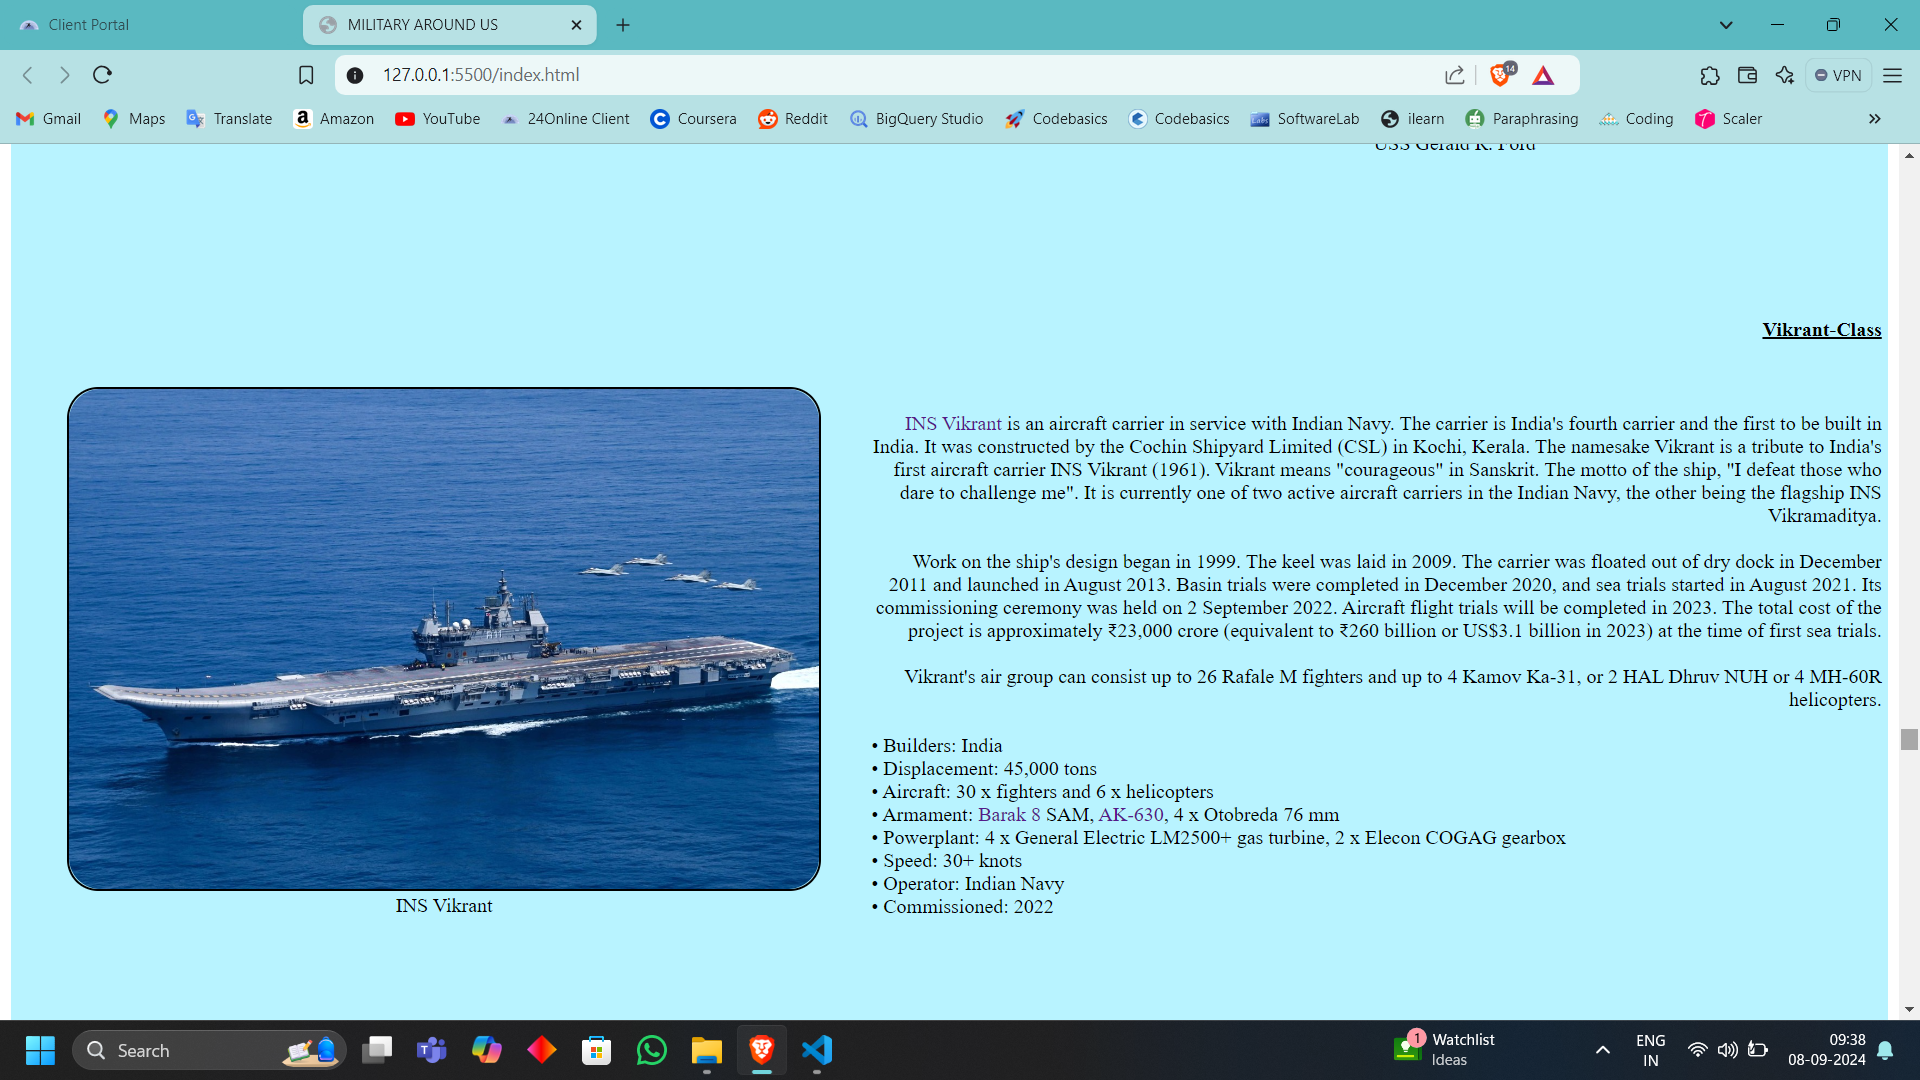 Client Portal
MILITARY AROUND US
127.0.0.1:5500/index.html
14
VPN
Gmail
Maps
Translate
Amazon
YouTube
24Online Client
Coursera
Reddit
BigQuery Studio
Codebasics
Codebasics
SoftwareLab
ilearn
Paraphrasing
Coding
Scaler
USS Gerald R. Ford
Vikrant-Class
INS Vikrant is an aircraft carrier in service with Indian Navy. The carrier is India's fourth carrier and the first to be built in
India. It was constructed by the Cochin Shipyard Limited (CSL) in Kochi, Kerala. The namesake Vikrant is a tribute to India's
first aircraft carrier INS Vikrant (1961). Vikrant means "courageous" in Sanskrit. The motto of the ship, "I defeat those who
dare to challenge me". It is currently one of two active aircraft carriers in the Indian Navy, the other being the flagship INS
Vikramaditya.
Work on the ship's design began in 1999. The keel was laid in 2009. The carrier was floated out of dry dock in December
2011 and launched in August 2013. Basin trials were completed in December 2020, and sea trials started in August 2021. Its
commissioning ceremony was held on 2 September 2022. Aircraft flight trials will be completed in 2023. The total cost of the
project is approximately ₹23,000 crore (equivalent to ₹260 billion or US$3.1 billion in 2023) at the time of first sea trials.
Vikrant's air group can consist up to 26 Rafale M fighters and up to 4 Kamov Ka-31, or 2 HAL Dhruv NUH or 4 MH-60R
helicopters.
• Builders: India
• Displacement: 45,000 tons
• Aircraft: 30 x fighters and 6 x helicopters
• Armament: Barak 8 SAM, AK-630, 4 x Otobreda 76 mm
• Powerplant: 4 x General Electric LM2500+ gas turbine, 2 x Elecon COGAG gearbox
• Speed: 30+ knots
• Operator: Indian Navy
• Commissioned: 2022
INS Vikrant
Search
1
Watchlist
Ideas
ENG
IN
09:38
08-09-2024